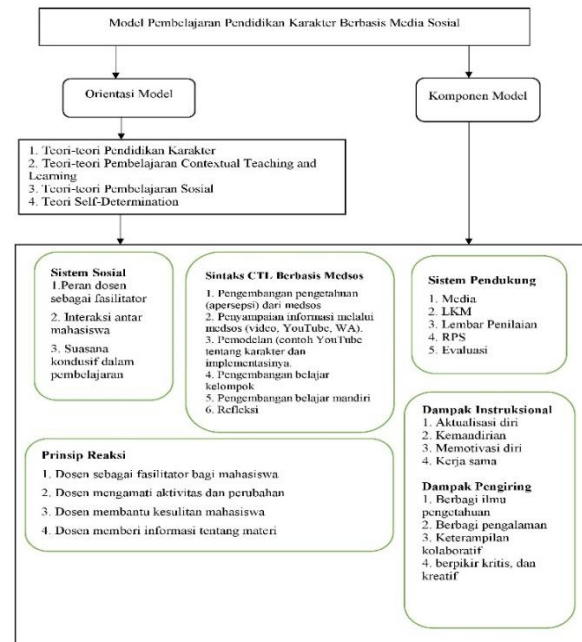 Model Pembelajaran Pendidikan Karakter Berbasis Media Sosial
Orientasi Model
Komponen Model
1. Teori-teori Pendidikan Karakter
2. Teori-teori Pembelajaran Contextual Teaching and
Learning
3. Teori-teori Pembelajaran Sosial
4. Teori Self-Determination
Sistem Sosial
1.Peran dosen
sebagai fasilitator
2. Interaksi antar
mahasiswa
3. Suasana
kondusif dalam
pembelajaran
Sintaks CTL Berbasis Medsos
1. Pengembangan pengetahuan
(apersepsi) dari medsos
2. Penyampaian informasi melalui
medsos (video, YouTube, WA).
3. Pemodelan (contoh YouTube
tentang karakter dan
implementasinya.
4. Pengembangan belajar
kelompok
5. Pengembangan belajar mandiri
6. Refleksi
Sistem Pendukung
1. Media
2. LKM
3. Lembar Penilaian
4. RPS
5. Evaluasi
Prinsip Reaksi
1. Dosen sebagai fasilitator bagi mahasiswa
2. Dosen mengamati aktivitas dan perubahan
3. Dosen membantu kesulitan mahasiswa
4. Dosen memberi informasi tentang materi
Dampak Instruksional
1. Aktualisasi diri
2. Kemandirian
3. Memotivasi diri
4. Kerja sama
Dampak Pengiring
1. Berbagi ilmu
pengetahuan
2. Berbagi pengalaman
3. Keterampilan
kolaboratif
4. berpikir kritis, dan
kreatif